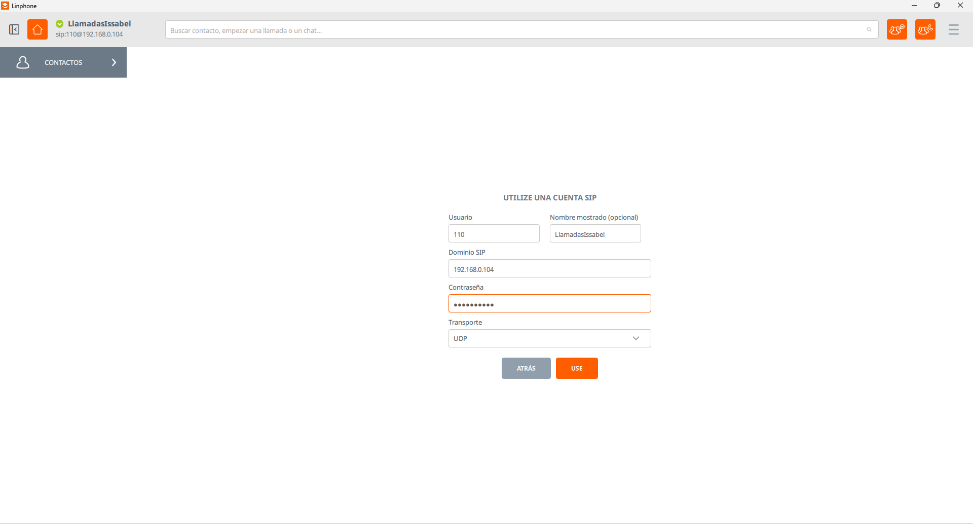 Linphone
LlamadasIssabel
sip:110@192.168.0.104
Buscar contacto, empezar una llamada o un chat...
CONTACTOS
UTILIZE UNA CUENTA SIP
Usuario
Nombre mostrado (opcional)
110
LlamadasIssabel
Dominio SIP
192.168.0.104
Contraseña
••••••••••
Transporte
UDP
ATRÁS
USE